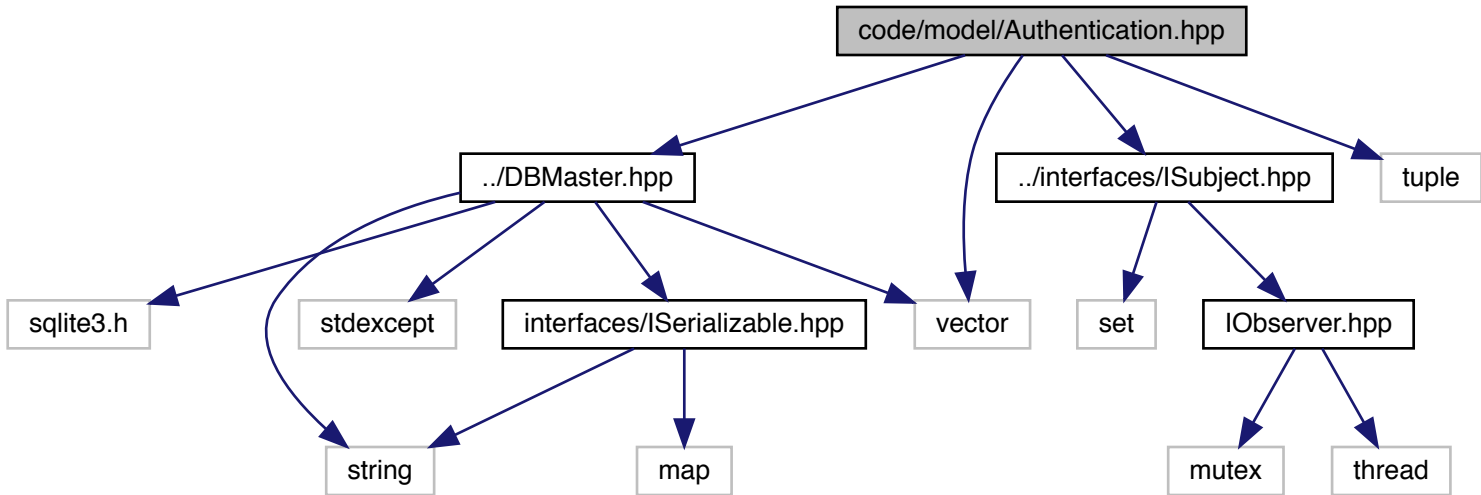 code/model/Authentication.hpp
../DBMaster.hpp
../interfaces/ISubject.hpp
tuple
sqlite3.h
stdexcept
interfaces/ISerializable.hpp
vector
set
IObserver.hpp
string
map
mutex
thread